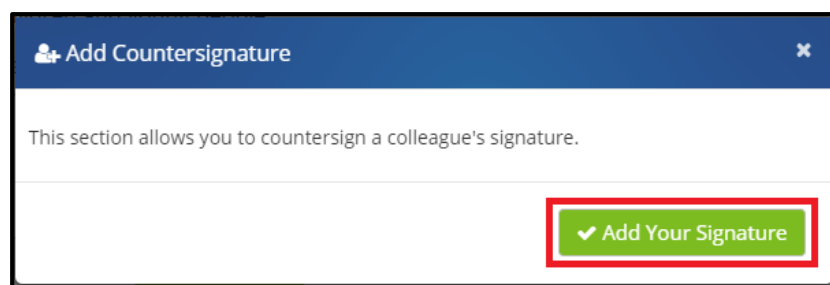 Add Countersignature
This section allows you to countersign a colleague's signature.
Add Your Signature